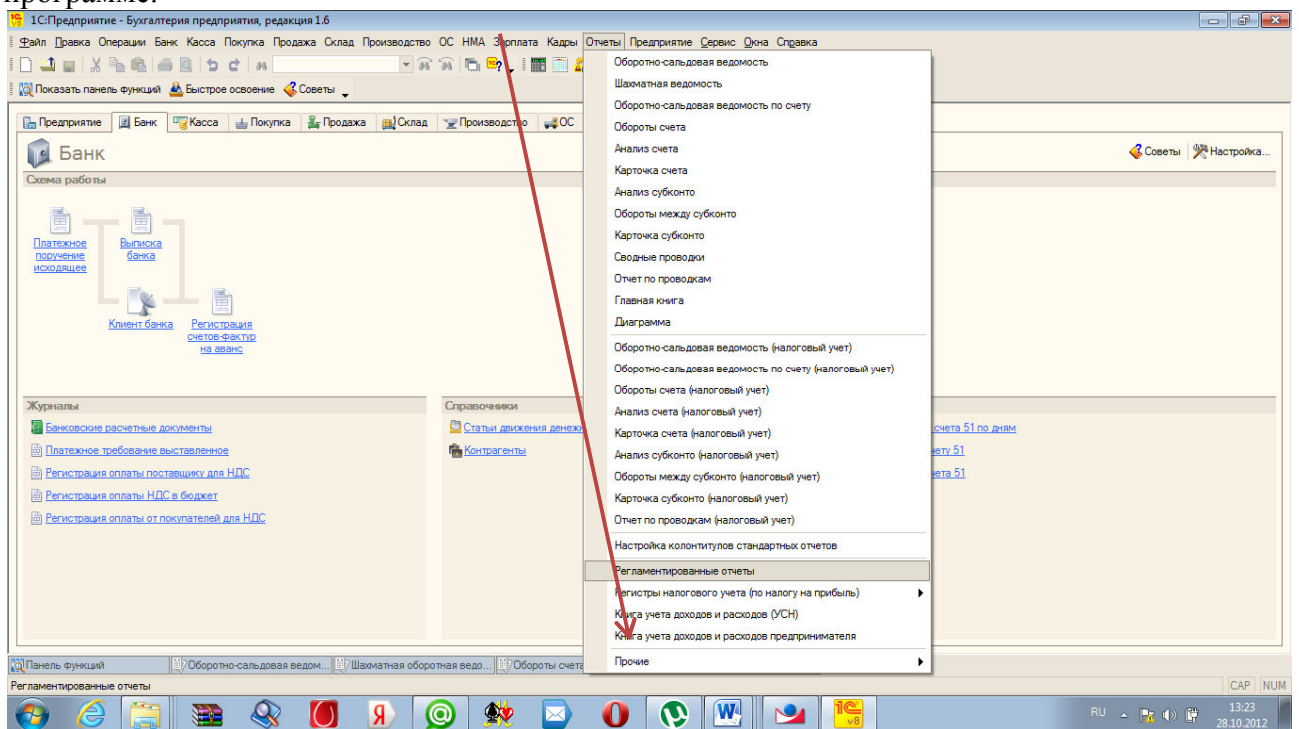 программе.
1С:Предприятие - Бухгалтерия предприятия, редакция 1.6
Файл Правка Операции Банк Касса Покупка Продажа Склад Производство ОС НМА Зарплата Кадры Отчеты Предприятие Сервис Окна Справка
Показать панель функций Быстрое освоение Советы
Предприятие Банк Касса Покупка Продажа Склад Производство ОС
Банк
Советы Настройка...
Схема работы
Платежное
поручение
исходящее
Выписка
банка
Клиент банка
Регистрация
счетов-фактур
на аванс
Журналы
Банковские расчетные документы
Платежное требование выставленное
Регистрация оплаты поставщику для НДС
Регистрация оплаты НДС в бюджет
Регистрация оплаты от покупателей для НДС
Справочники
Статьи движения денежн
Контрагенты
счета 51 по дням
ету 51
ета 51
Оборотно-сальдовая ведомость
Шахматная ведомость
Оборотно-сальдовая ведомость по счету
Обороты счета
Анализ счета
Карточка счета
Анализ субконто
Обороты между субконто
Карточка субконто
Сводные проводки
Отчет по проводкам
Главная книга
Диаграмма
Оборотно-сальдовая ведомость (налоговый учет)
Оборотно-сальдовая ведомость по счету (налоговый учет)
Обороты счета (налоговый учет)
Анализ счета (налоговый учет)
Карточка счета (налоговый учет)
Анализ субконто (налоговый учет)
Обороты между субконто (налоговый учет)
Карточка субконто (налоговый учет)
Отчет по проводкам (налоговый учет)
Настройка колонтитулов стандартных отчетов
Регламентированные отчеты
Регистры налогового учета (по налогу на прибыль)
Книга учета доходов и расходов (УСН)
Книга учета доходов и расходов предпринимателя
Прочие
Панель функций Оборотно-сальдовая ведом... Шахматная оборотная ведо... Обороты счета
Регламентированные отчеты
CAP NUM
RU
13:23
28.10.2012